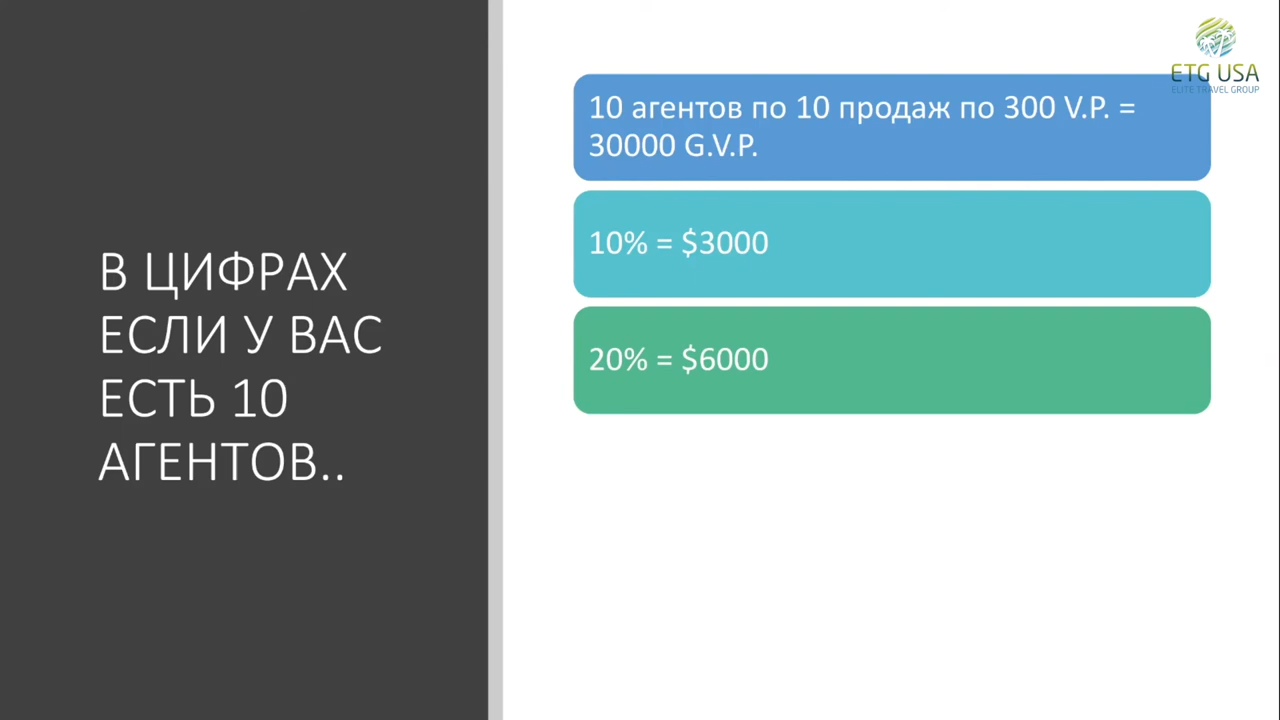 ETG USA
ELITE TRAVEL GROUP
В ЦИФРАХ
ЕСЛИ У ВАС
ЕСТЬ 10
АГЕНТОВ..
10 агентов по 10 продаж по 300 V.P. =
30000 G.V.P.
10% = $3000
20% = $6000